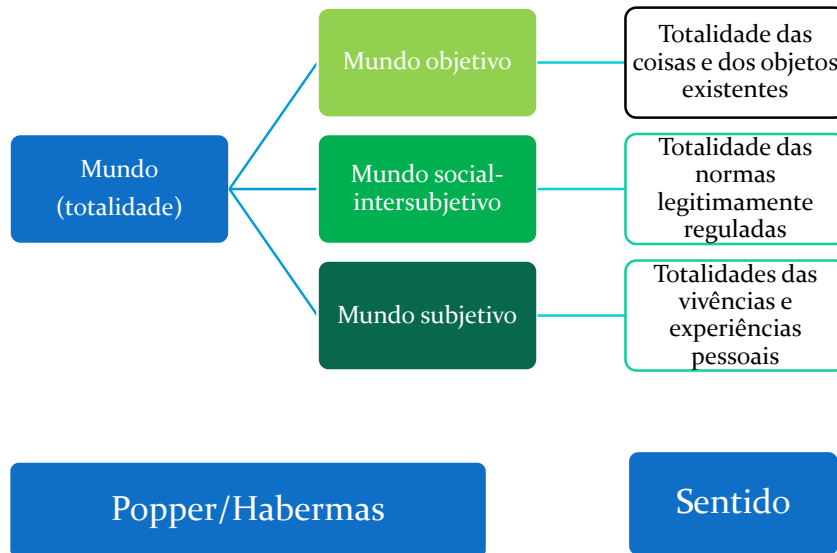 Mundo
(totalidade)
Mundo objetivo
Totalidade das
coisas e dos objetos
existentes
Mundo social-
intersubjetivo
Totalidade das
normas
legitimamente
reguladas
Mundo subjetivo
Totalidades das
vivências e
experiências
pessoais
Popper/Habermas
Sentido